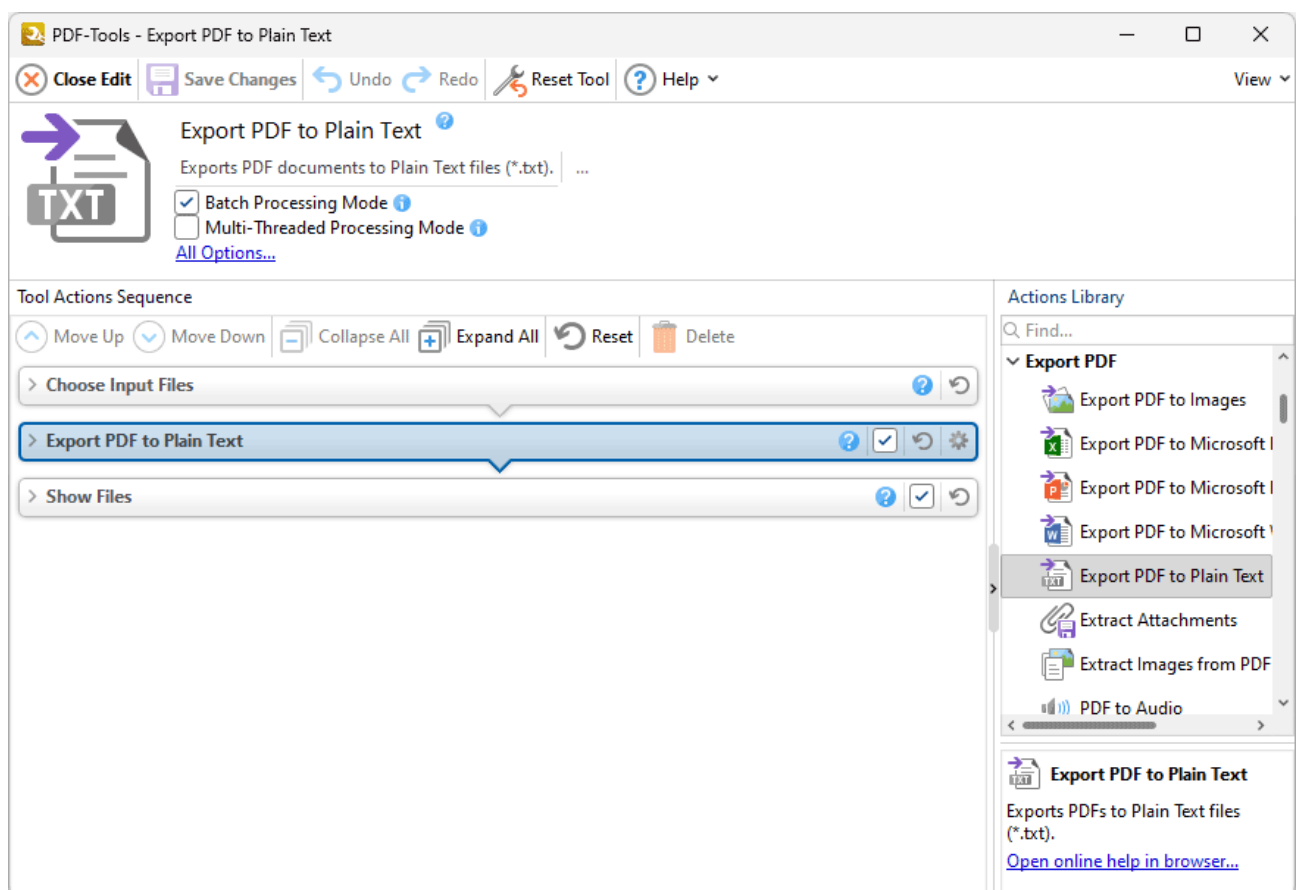 PDF-Tools - Export PDF to Plain Text
Close Edit Save Changes Undo Redo Reset Tool Help View
Export PDF to Plain Text
Exports PDF documents to Plain Text files (*.txt). ...
TXT
Batch Processing Mode
Multi-Threaded Processing Mode
All Options...
Tool Actions Sequence
Move Up Move Down Collapse All Expand All Reset Delete
Choose Input Files
Export PDF to Plain Text
Show Files
Actions Library
Find...
Export PDF
Export PDF to Images
Export PDF to Microsoft
Export PDF to Microsoft
Export PDF to Microsoft
Export PDF to Plain Text
Extract Attachments
Extract Images from PDF
PDF to Audio
Export PDF to Plain Text
Exports PDFs to Plain Text files
(*.txt).
Open online help in browser...